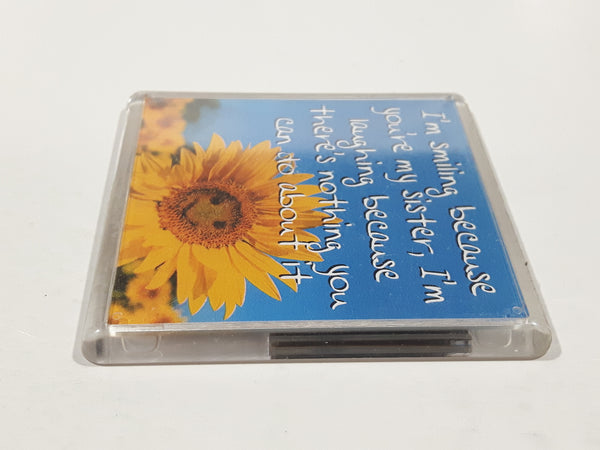 I'm smiling because
you're my sister, I'm
laughing because
there's nothing you
can do about it